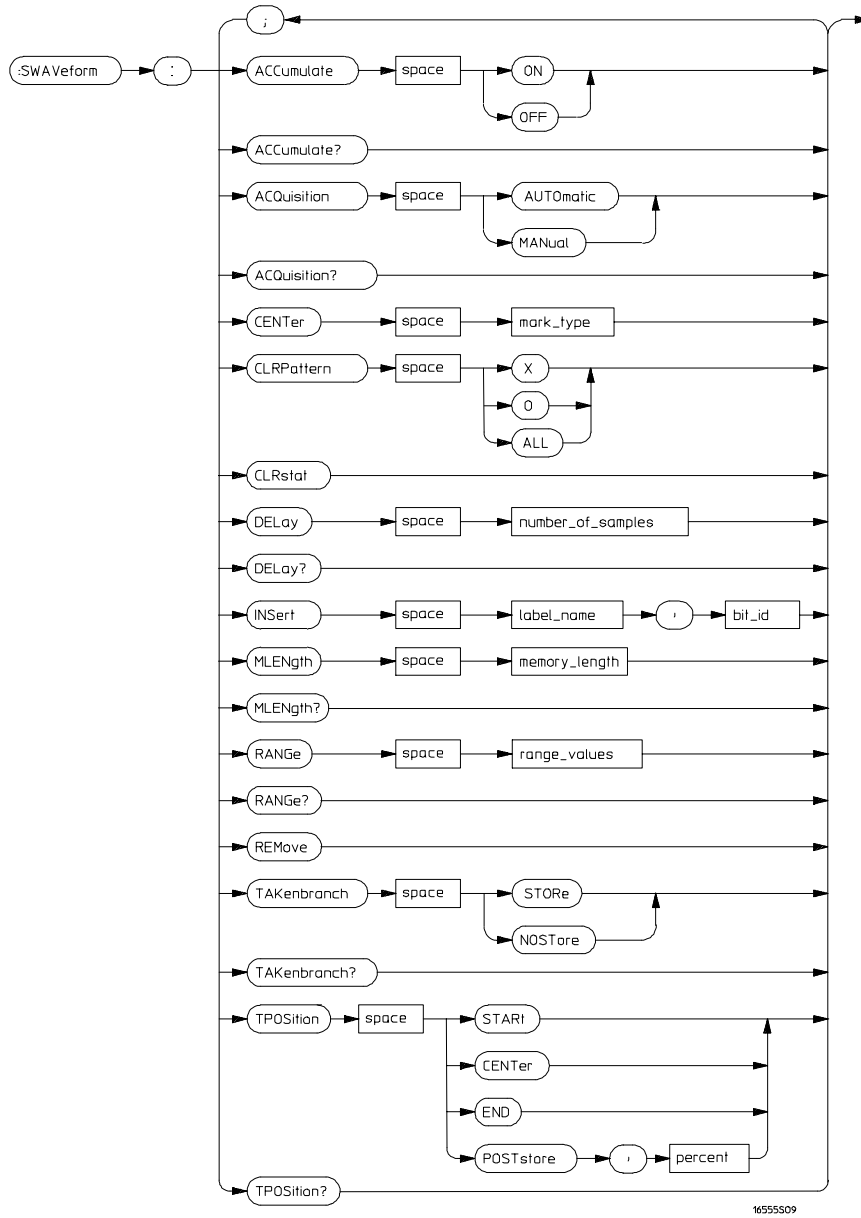 ;
:SWAVeform : ACCumulate space ON
OFF
ACCumulate?
ACQuisition space AUTOmatic
MANual
ACQuisition?
CENTer space mark_type
CLRPattern space X
O
ALL
CLRstat
DELay space number_of_samples
DELay?
INSert space label_name , bit_id
MLENgth space memory_length
MLENgth?
RANGe space range_values
RANGe?
REMove
TAKenbranch space STORe
NOSTore
TAKenbranch?
TPOSition space STARt
CENTer
END
POSTstore , percent
TPOSition?
16555S09